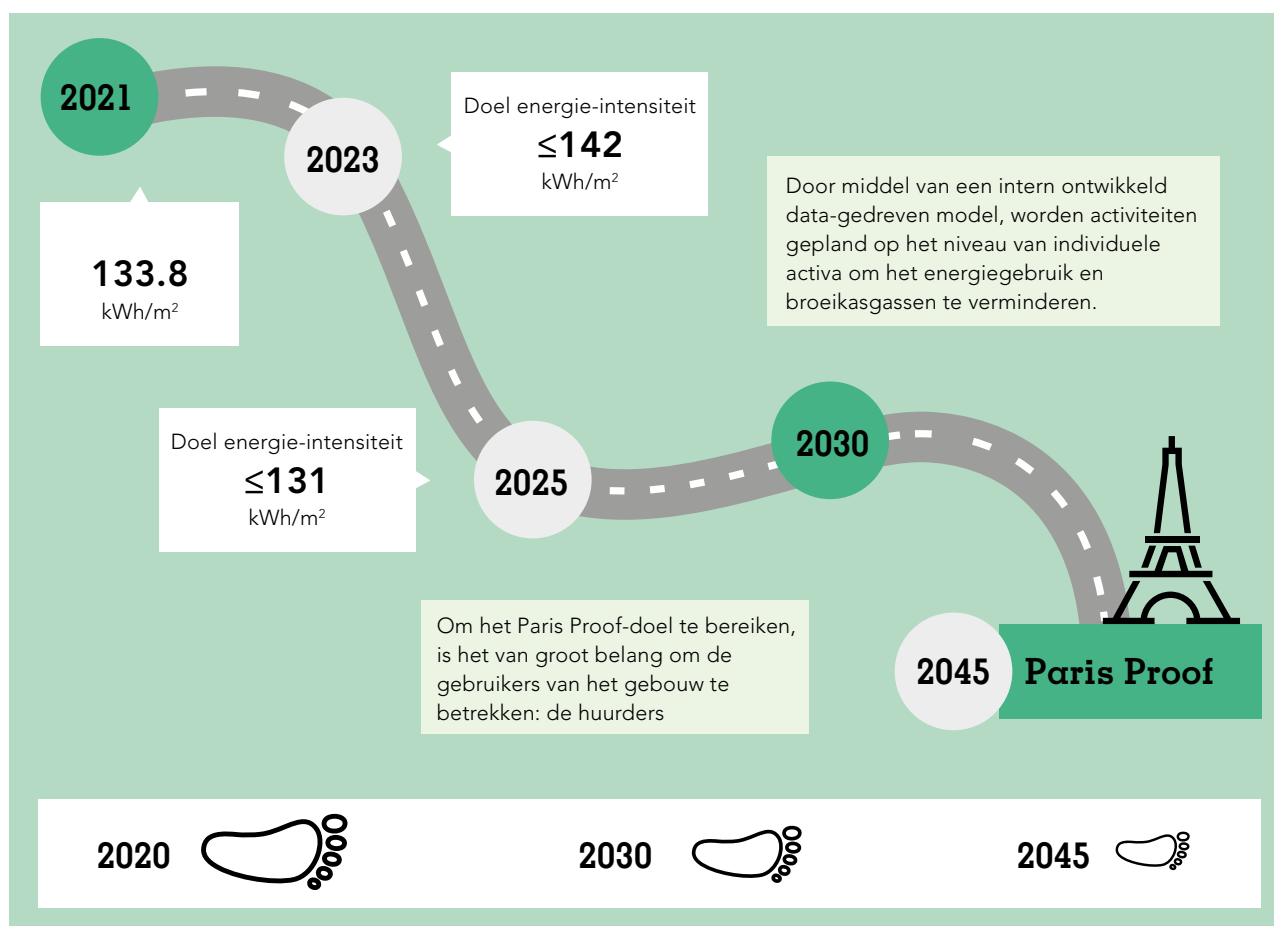 2021
133.8
kWh/m²
2023
Doel energie-intensiteit
≤142
kWh/m²
Door middel van een intern ontwikkeld
data-gedreven model, worden activiteiten
gepland op het niveau van individuele
activa om het energiegebruik en
broeikasgassen te verminderen.
Doel energie-intensiteit
≤131
kWh/m²
2025
2030
Om het Paris Proof-doel te bereiken,
is het van groot belang om de
gebruikers van het gebouw te
betrekken: de huurders
2045 Paris Proof
2020 2030 2045